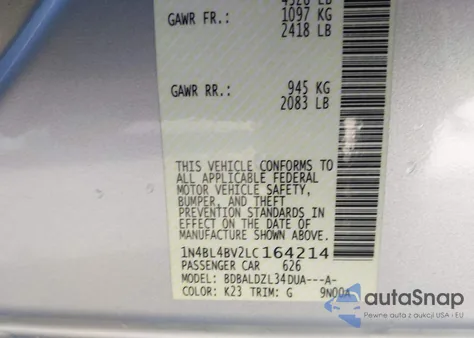 4520 LB
GAWR FR.: 1097 KG
2418 LB
GAWR RR.: 945 KG
2083 LB
THIS VEHICLE CONFORMS TO
ALL APPLICABLE FEDERAL
MOTOR VEHICLE SAFETY,
BUMPER, AND THEFT
PREVENTION STANDARDS IN
EFFECT ON THE DATE OF
MANUFACTURE SHOWN ABOVE.
1N4BL4BV2LC164214
PASSENGER CAR 626
MODEL: BDBALDZL34DUA---A-
COLOR: K23 TRIM: G 9N00A
autoSnap
Pewne auta z aukcji USA - EU